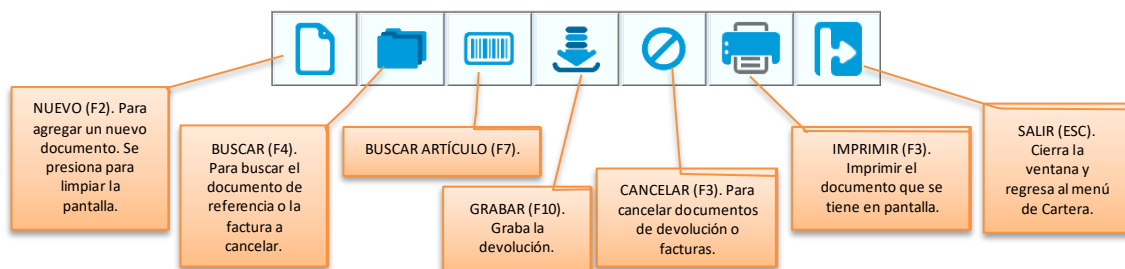 NUEVO (F2). Para
agregar un nuevo
documento. Se
presiona para
limpiar la
pantalla.
BUSCAR (F4).
Para buscar el
documento de
referencia o la
factura a
cancelar.
BUSCAR ARTÍCULO (F7).
GRABAR (F10).
Graba la
devolución.
CANCELAR (F3). Para
cancelar documentos
de devolución o
facturas.
IMPRIMIR (F3).
Imprimir el
documento que se
tiene en pantalla.
SALIR (ESC).
Cierra la
ventana y
regresa al menú
de Cartera.